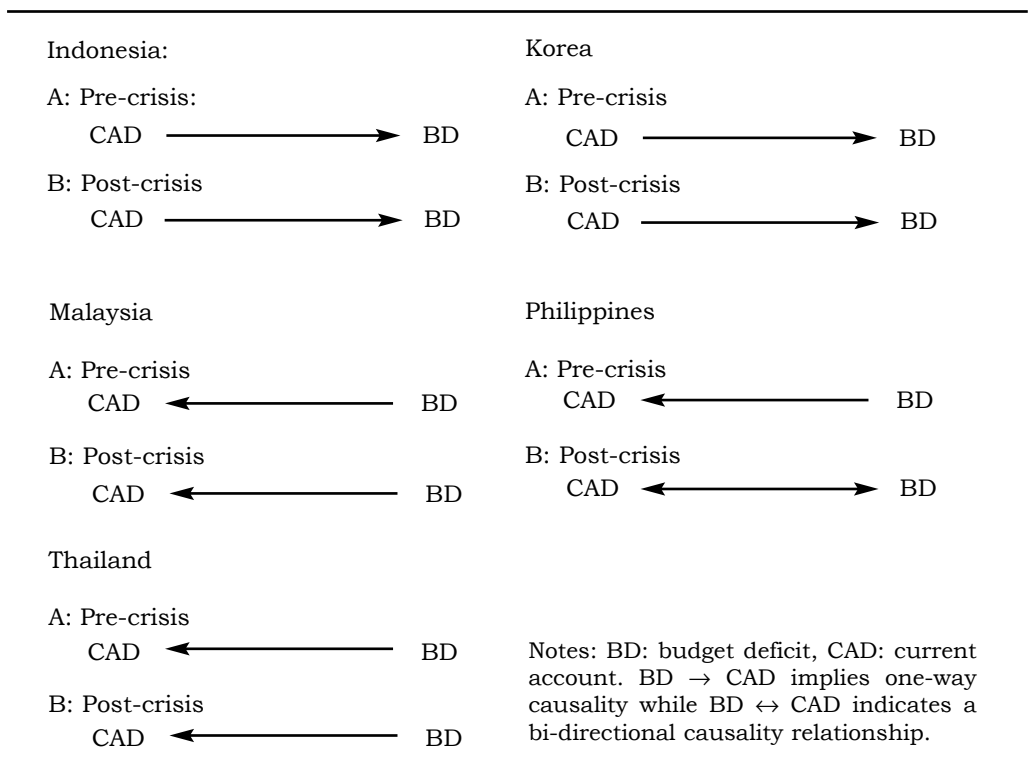 Indonesia:
A: Pre-crisis:
CAD BD
B: Post-crisis
CAD BD
Korea
A: Pre-crisis
CAD BD
B: Post-crisis
CAD BD
Malaysia
A: Pre-crisis
CAD BD
B: Post-crisis
CAD BD
Philippines
A: Pre-crisis
CAD BD
B: Post-crisis
CAD BD
Thailand
A: Pre-crisis
CAD BD
B: Post-crisis
CAD BD
Notes: BD: budget deficit, CAD: current
account. BD → CAD implies one-way
causality while BD ↔ CAD indicates a
bi-directional causality relationship.